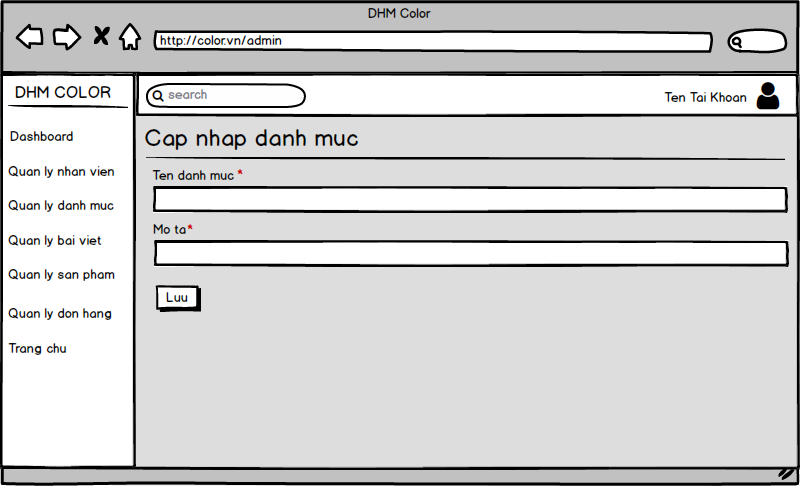 DHM Color
http://color.vn/admin
DHM COLOR
search
Ten Tai Khoan
Dashboard
Quan ly nhan vien
Quan ly danh muc
Quan ly bai viet
Quan ly san pham
Quan ly don hang
Trang chu
Cap nhap danh muc
Ten danh muc *
Mo ta*
Luu